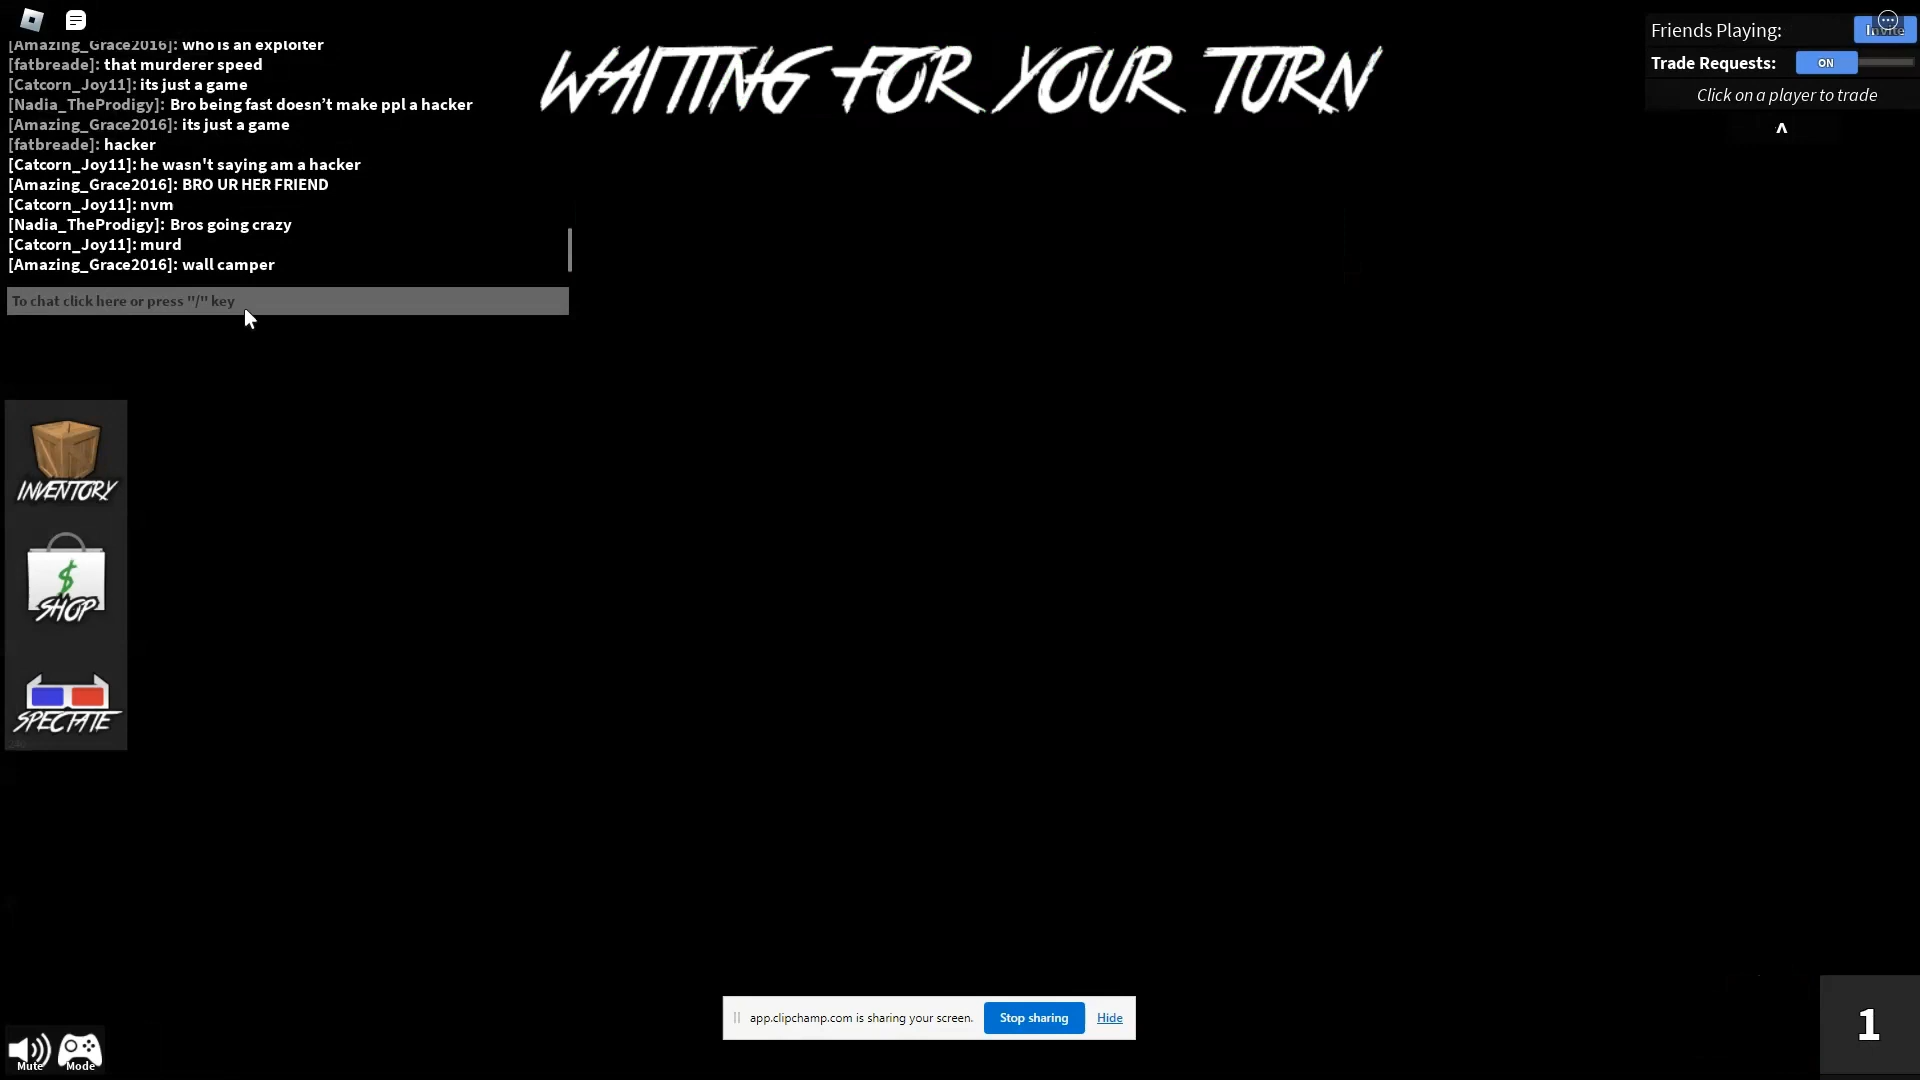 [Amazing_Grace2016]: who is an exploiter
[fatbreade]: that murderer speed
[Catcorn_Joy11]: its just a game
[Nadia_TheProdigy]: Bro being fast doesn’t make ppl a hacker
[Amazing_Grace2016]: its just a game
[fatbreade]: hacker
[Catcorn_Joy11]: he wasn't saying am a hacker
[Amazing_Grace2016]: BRO UR HER FRIEND
[Catcorn_Joy11]: nvm
[Nadia_TheProdigy]: Bros going crazy
[Catcorn_Joy11]: murd
[Amazing_Grace2016]: wall camper
To chat click here or press "/" key
WAITING FOR YOUR TURN
Friends Playing:
Invite
Trade Requests:
ON
Click on a player to trade
^
INVENTORY
$
SHOP
SPECTATE
Mute
Mode
app.clipchamp.com is sharing your screen.
Stop sharing
Hide
1